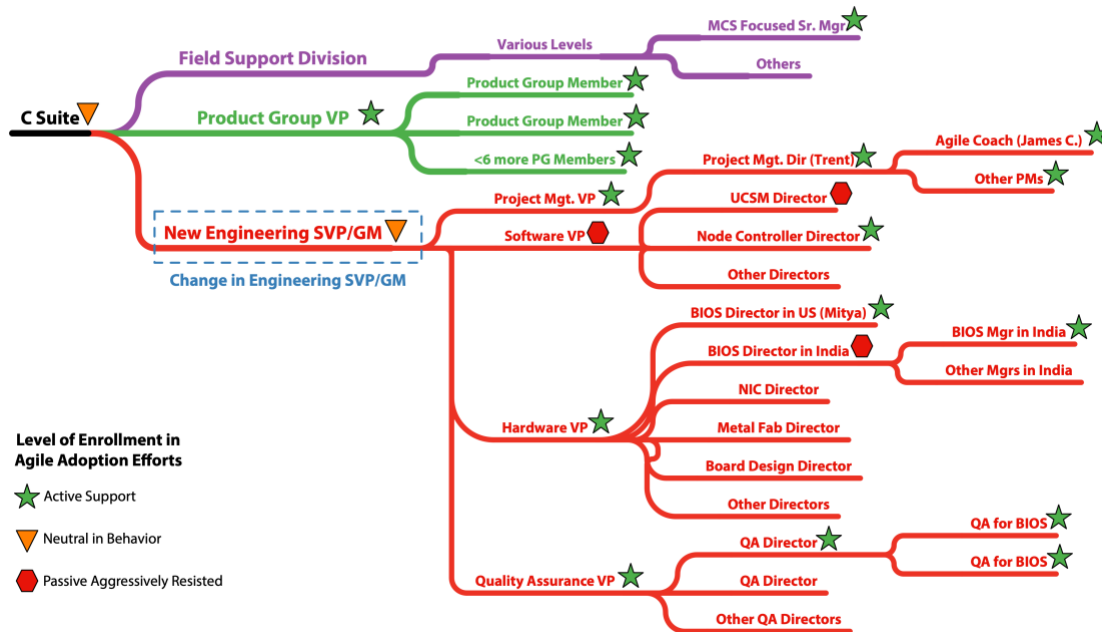 MCS Focused Sr. Mgr
Various Levels
Field Support Division
Others
Product Group Member
C Suite
Product Group VP
Product Group Member
Agile Coach (James C.)
<6 more PG Members
Project Mgt. Dir (Trent)
Other PMs
Project Mgt. VP
UCSM Director
New Engineering SVP/GM
Software VP
Node Controller Director
Change in Engineering SVP/GM
Other Directors
BIOS Director in US (Mitya)
BIOS Mgr in India
BIOS Director in India
Other Mgrs in India
NIC Director
Hardware VP
Metal Fab Director
Board Design Director
Other Directors
Level of Enrollment in
Agile Adoption Efforts
Active Support
Neutral in Behavior
Passive Aggressively Resisted
QA for BIOS
QA Director
QA for BIOS
Quality Assurance VP
QA Director
Other QA Directors